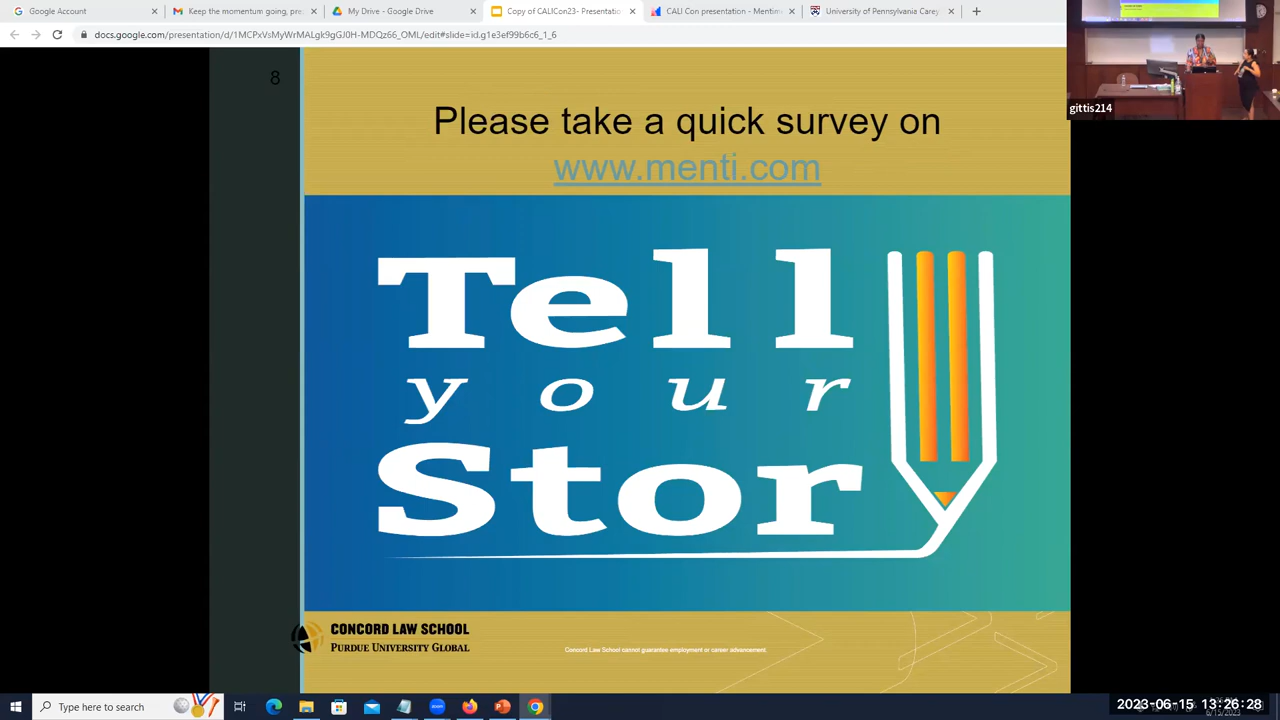 Google Account
Keep the momentum going, pre
My Drive - Google Drive
Copy of CALICon23- Presentatio
CALI Con presentation - Mentim
University of Pennsylvania Carey
docs.google.com/presentation/d/1MCPxVsMyWrMALgk9gGJ0H-MDQz66_OML/edit#slide=id.g1e3ef99b6c6_1_6
gittis214
8
Please take a quick survey on
www.menti.com
Tell
your
Story
CONCORD LAW SCHOOL
PURDUE UNIVERSITY GLOBAL
Concord Law School cannot guarantee employment or career advancement
Type here to search
zoom
2023-06-15 13:26:28